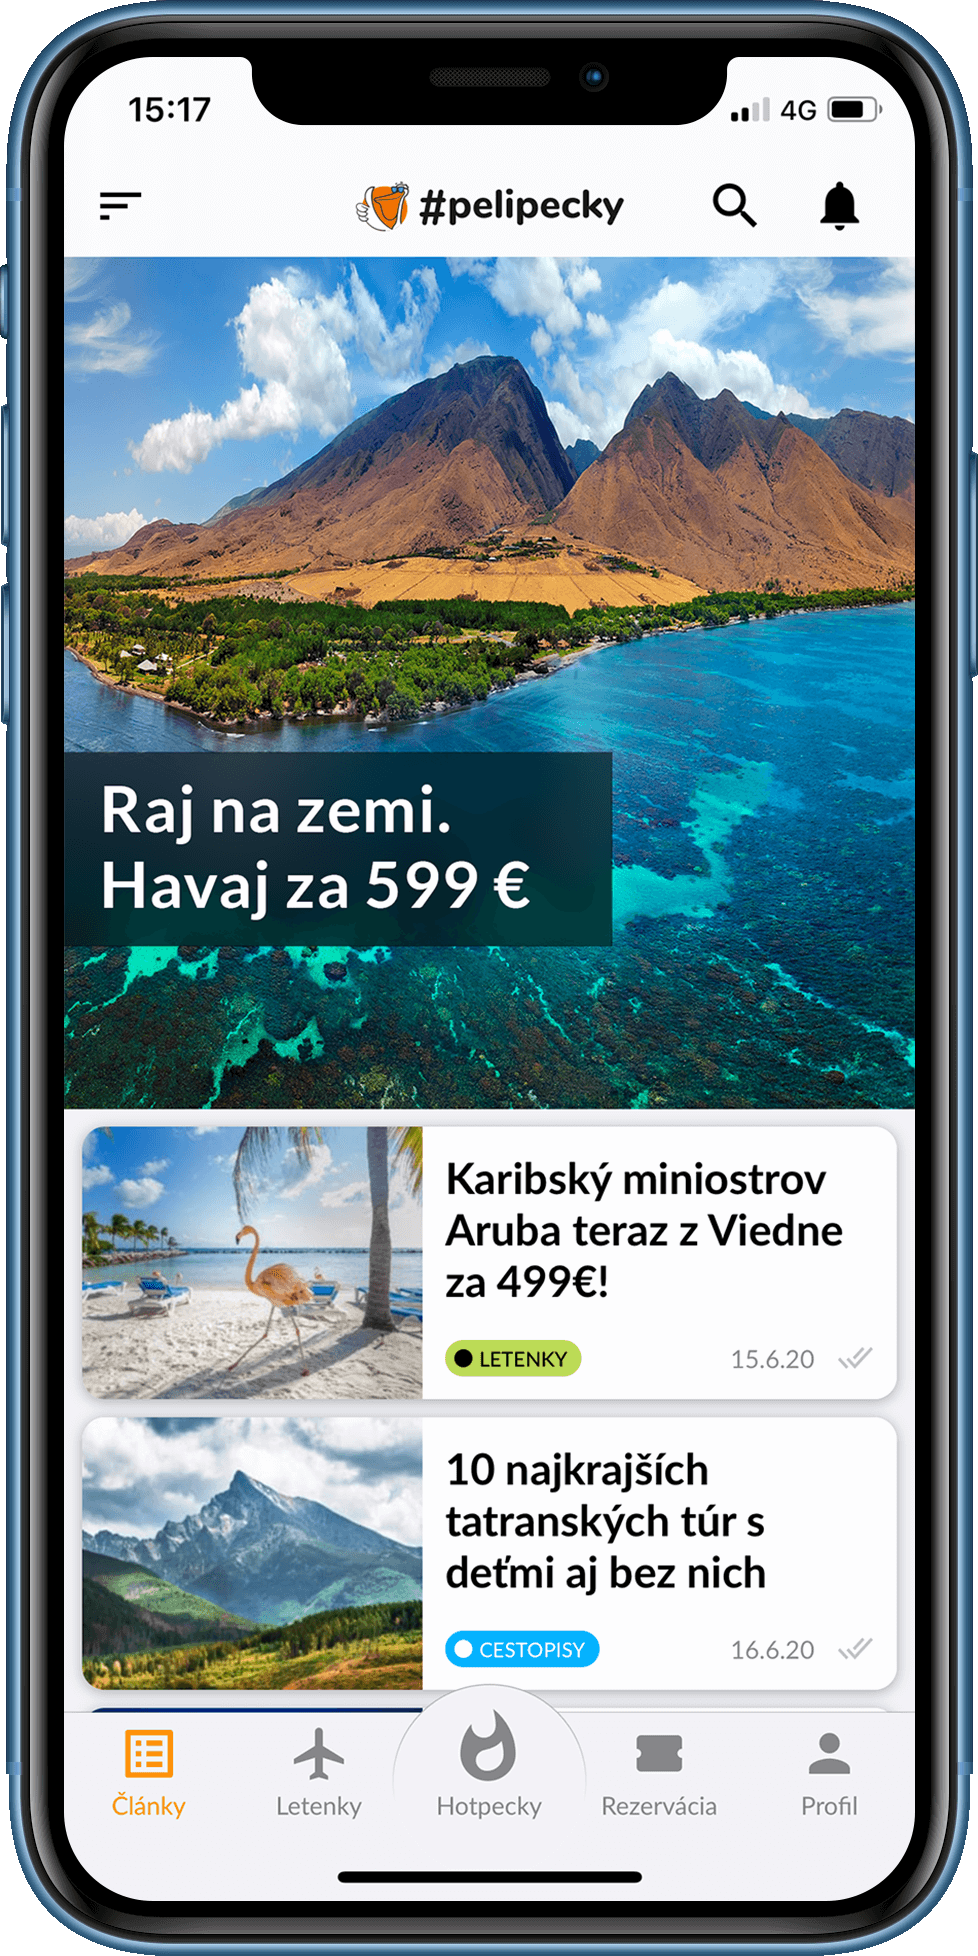 15:17
4G
#pelipecky
Raj na zemi.
Havaj za 599 €
Karibský miniostrov
Aruba teraz z Viedne
za 499€!
LETENKY
15.6.20
10 najkrajších
tatranských túr s
deťmi aj bez nich
CESTOPISY
16.6.20
Články
Letenky
Hotpecky
Rezervácia
Profil